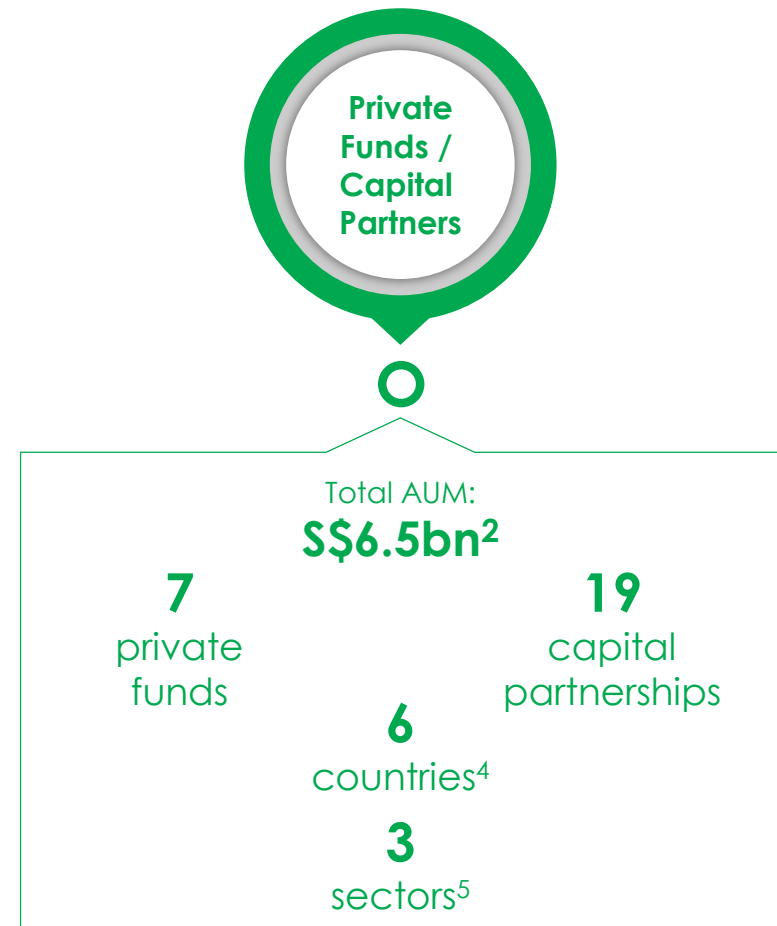 Private
Funds /
Capital
Partners
Total AUM:
S$6.5bn²
7
private
funds
19
capital
partnerships
6
countries⁴
3
sectors⁵